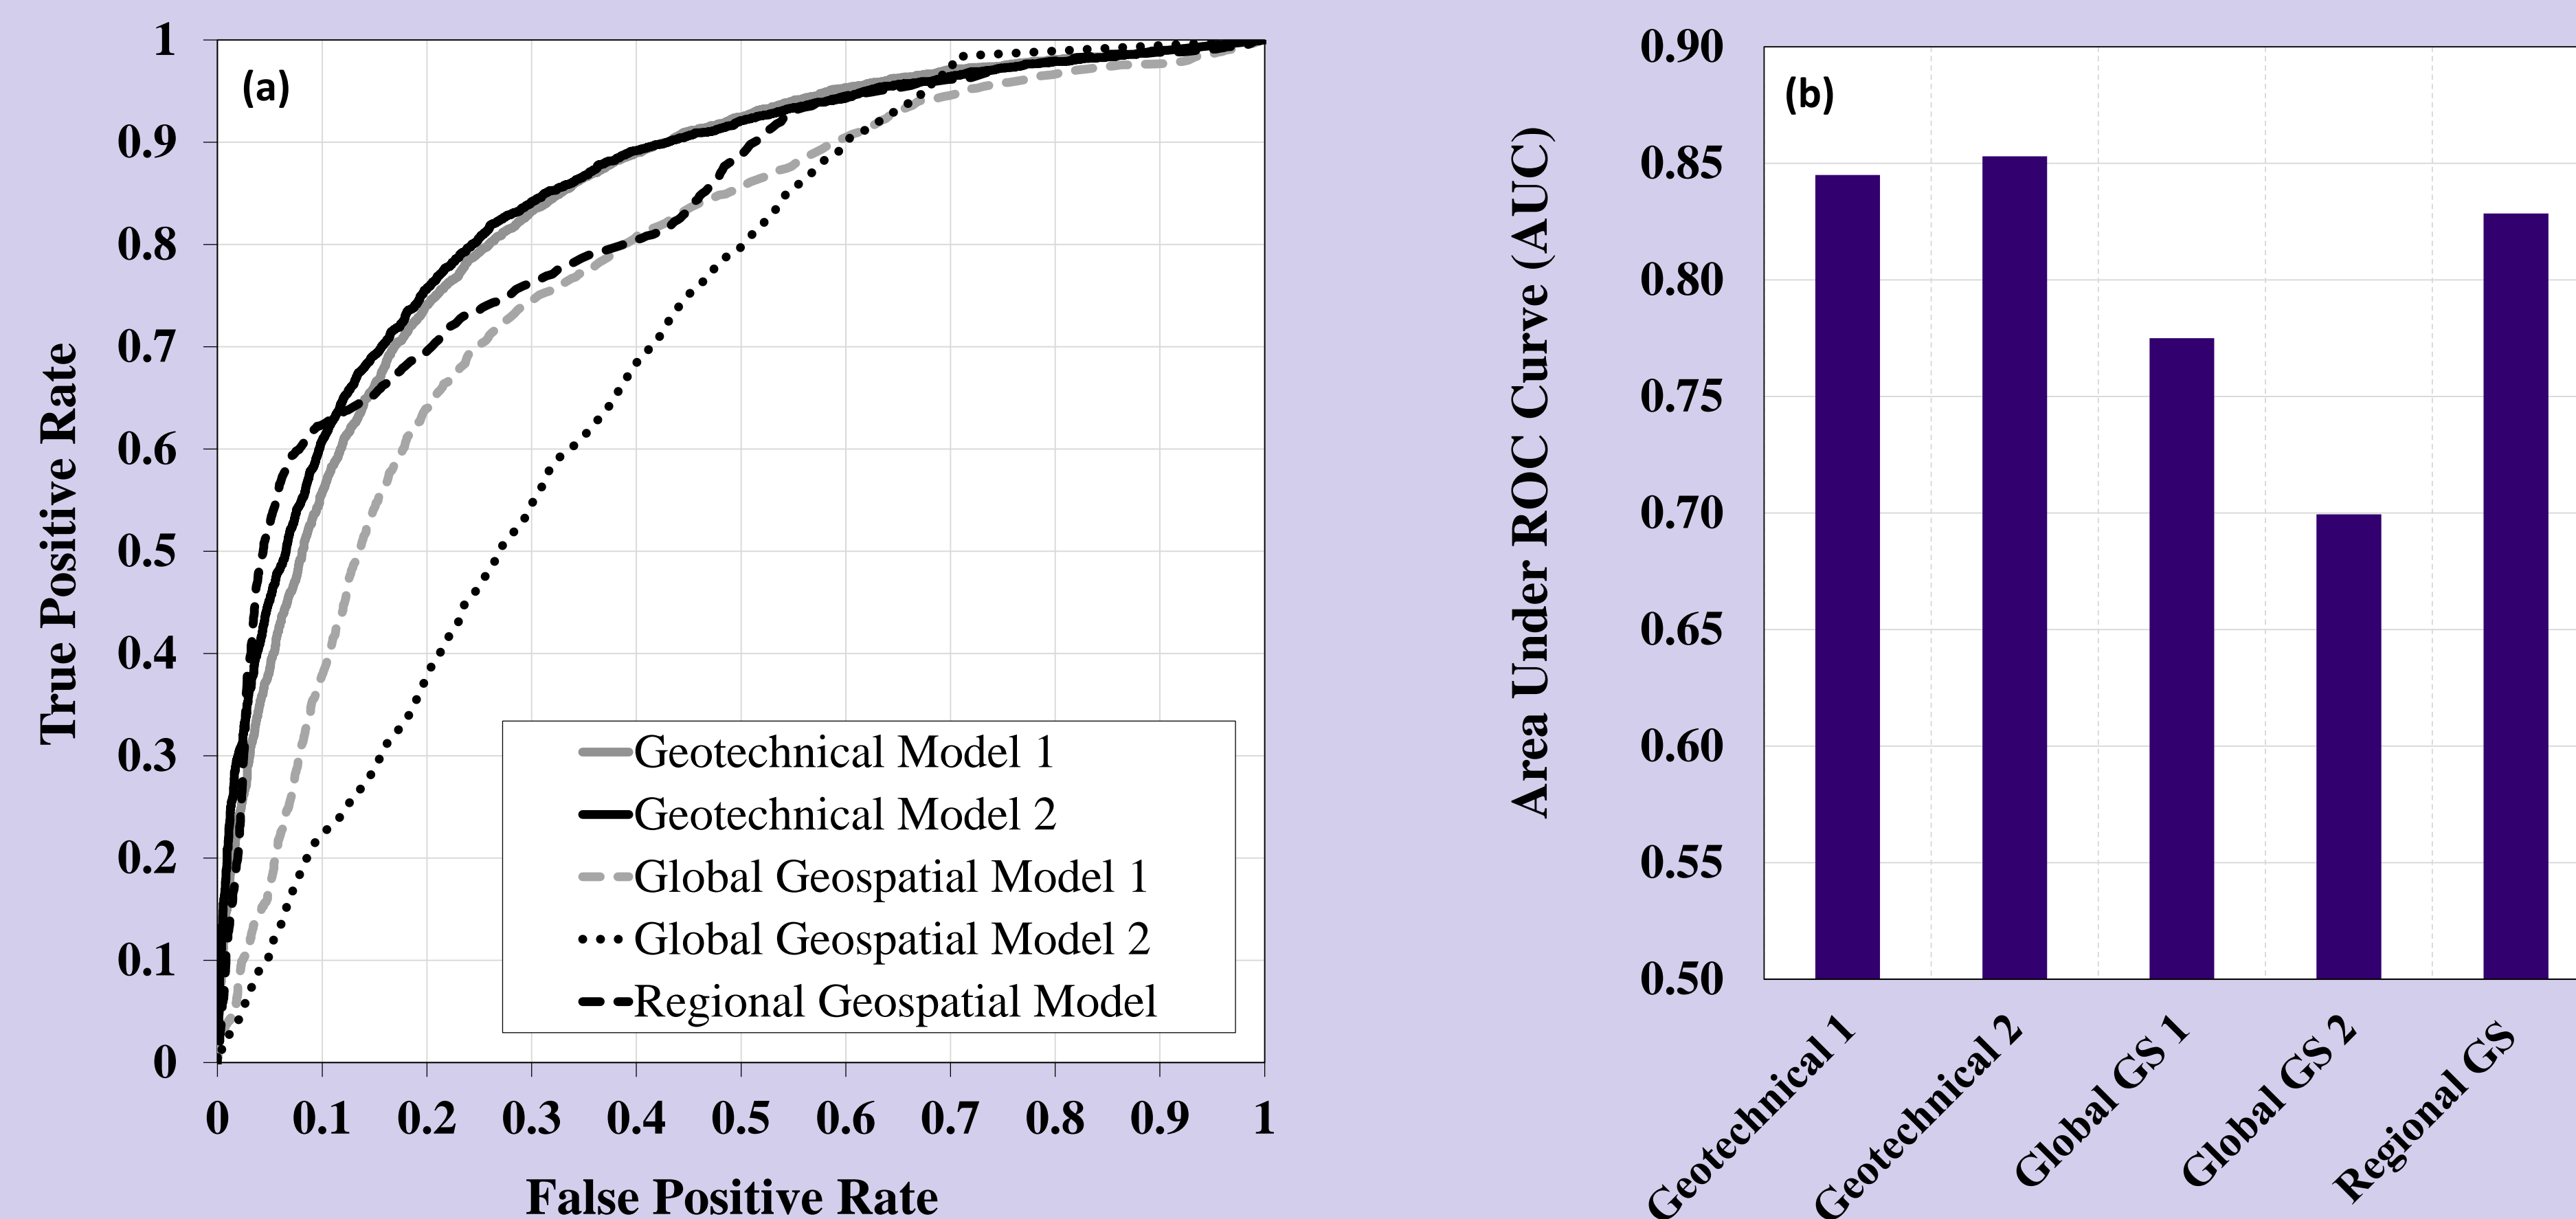 (a)
True Positive Rate
1
0.9
0.8
0.7
0.6
0.5
0.4
0.3
0.2
0.1
0
0 0.1 0.2 0.3 0.4 0.5 0.6 0.7 0.8 0.9 1
False Positive Rate
Geotechnical Model 1
Geotechnical Model 2
Global Geospatial Model 1
Global Geospatial Model 2
Regional Geospatial Model
(b)
Area Under ROC Curve (AUC)
0.90
0.85
0.80
0.75
0.70
0.65
0.60
0.55
0.50
Geotechnical 1
Geotechnical 2
Global GS 1
Global GS 2
Regional GS